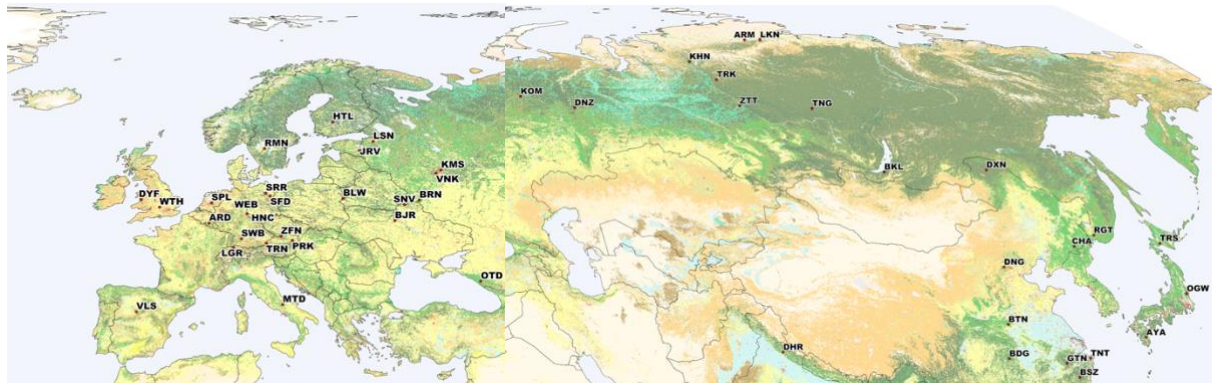 ARM LKN
KHN
TRK
KOM
DNZ
ZTT
TNG
HTL
LSN
RMN
JRV
KMS
VNK
BKL
DXN
DYF
WTH
SPL
SRR
WEB
SFD
BLW
SNV
BRN
ARD
HNC
BJR
SWB
ZFN
LGR
TRN
PRK
RGT
TRS
CHA
DNG
OTD
VLS
MTD
OGW
BTN
AYA
DHR
BDG
GTN
TNT
BSZ